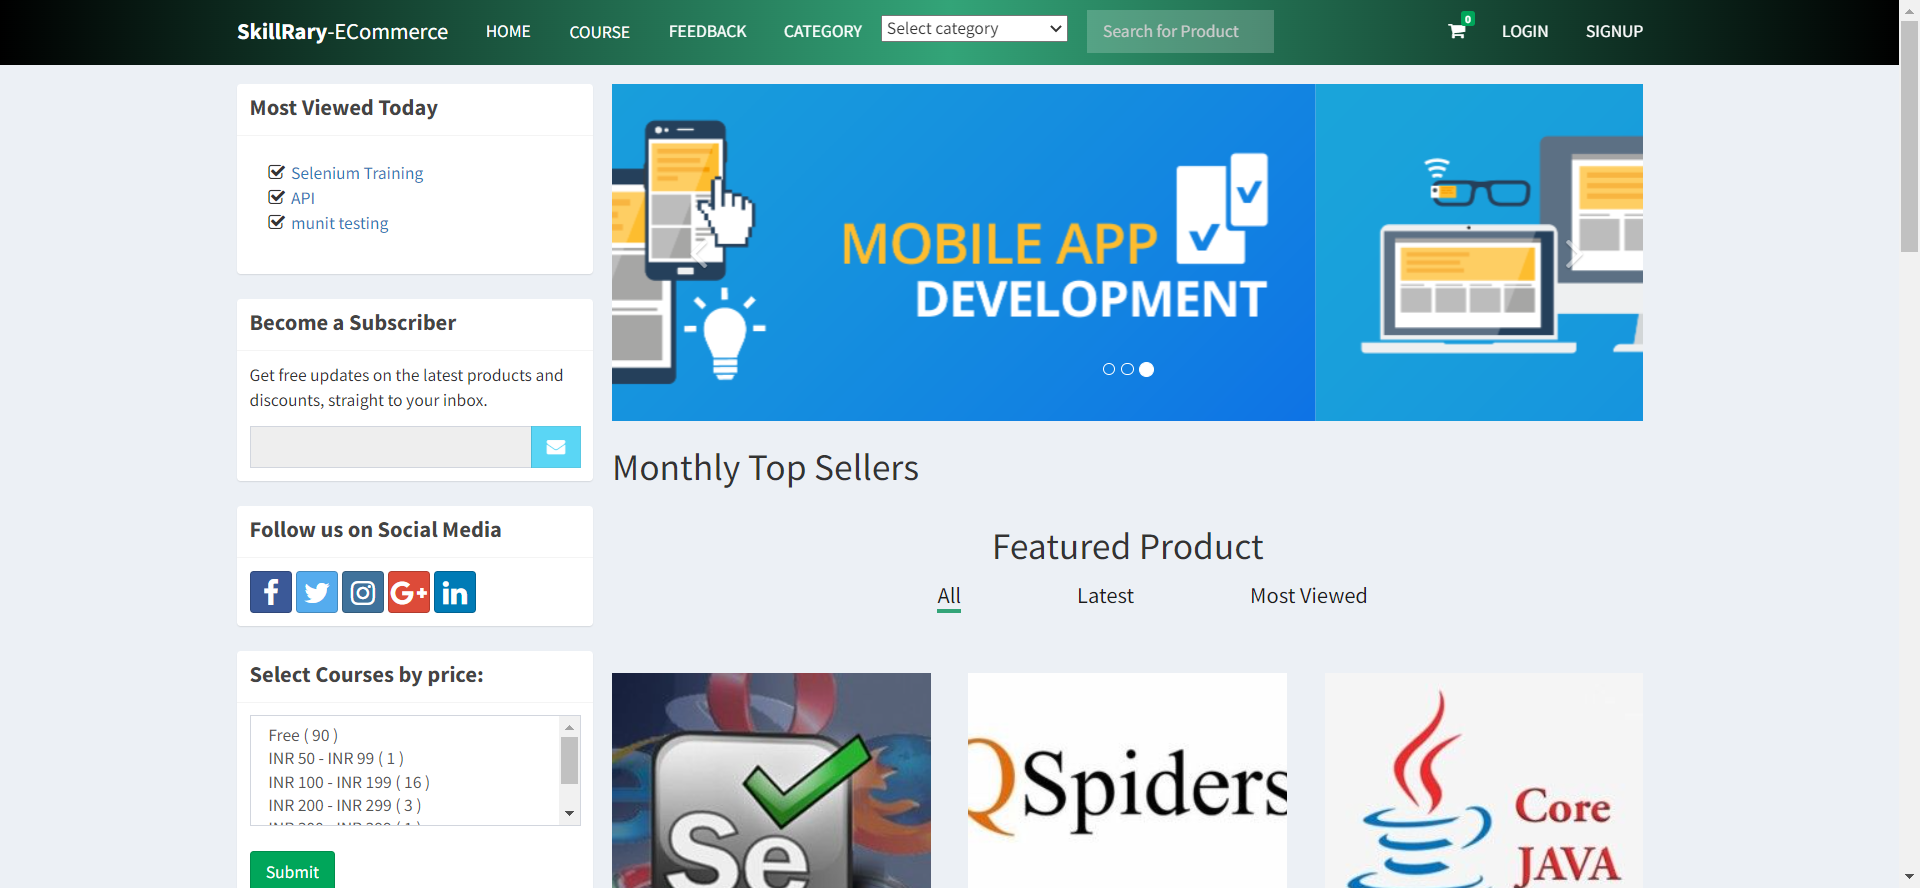 SkillRary-ECommerce HOME COURSE FEEDBACK CATEGORY Select category Search for Product 0 LOGIN SIGNUP
Most Viewed Today
Selenium Training
API
munit testing
Become a Subscriber
Get free updates on the latest products and
discounts, straight to your inbox.
Follow us on Social Media
Select Courses by price:
Free ( 90 )
INR 50 - INR 99 ( 1 )
INR 100 - INR 199 ( 16 )
INR 200 - INR 299 ( 3 )
Submit
MOBILE APP
DEVELOPMENT
Monthly Top Sellers
Featured Product
All Latest Most Viewed
Se
QSpiders
Core
JAVA